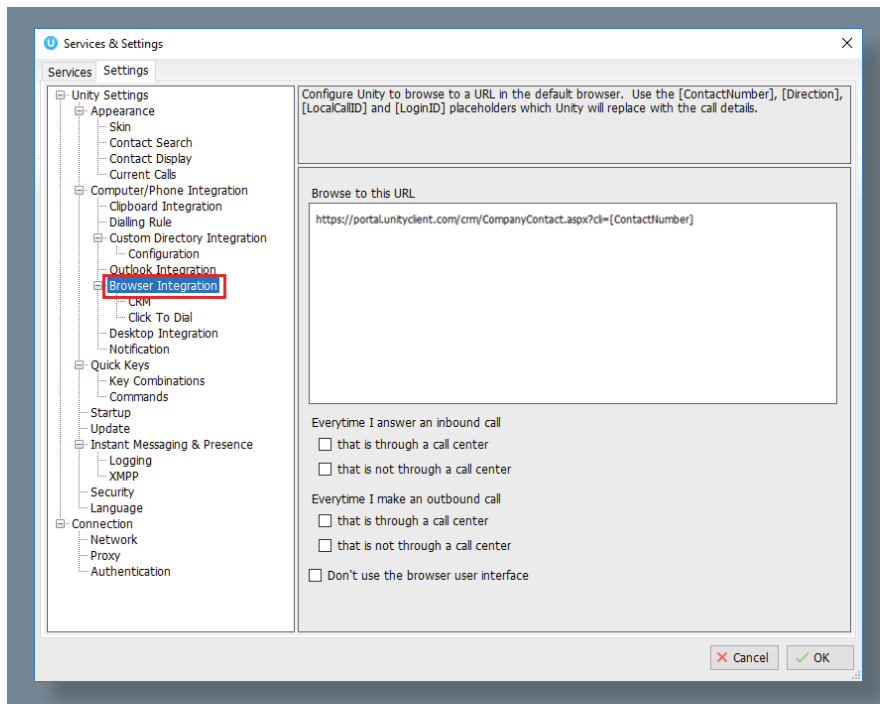 Services & Settings
Services Settings
Unity Settings
Appearance
Skin
Contact Search
Contact Display
Current Calls
Computer/Phone Integration
Clipboard Integration
Dialling Rule
Custom Directory Integration
Configuration
Outlook Integration
Browser Integration
CRM
Click To Dial
Desktop Integration
Notification
Quick Keys
Key Combinations
Commands
Startup
Update
Instant Messaging & Presence
Logging
XMPP
Security
Language
Connection
Network
Proxy
Authentication
Configure Unity to browse to a URL in the default browser. Use the [ContactNumber], [Direction],
[LocalCallID] and [LoginID] placeholders which Unity will replace with the call details.
Browse to this URL
https://portal.unityclient.com/crm/CompanyContact.aspx?cli=[ContactNumber]
Everytime I answer an inbound call
that is through a call center
that is not through a call center
Everytime I make an outbound call
that is through a call center
that is not through a call center
Don't use the browser user interface
Cancel OK